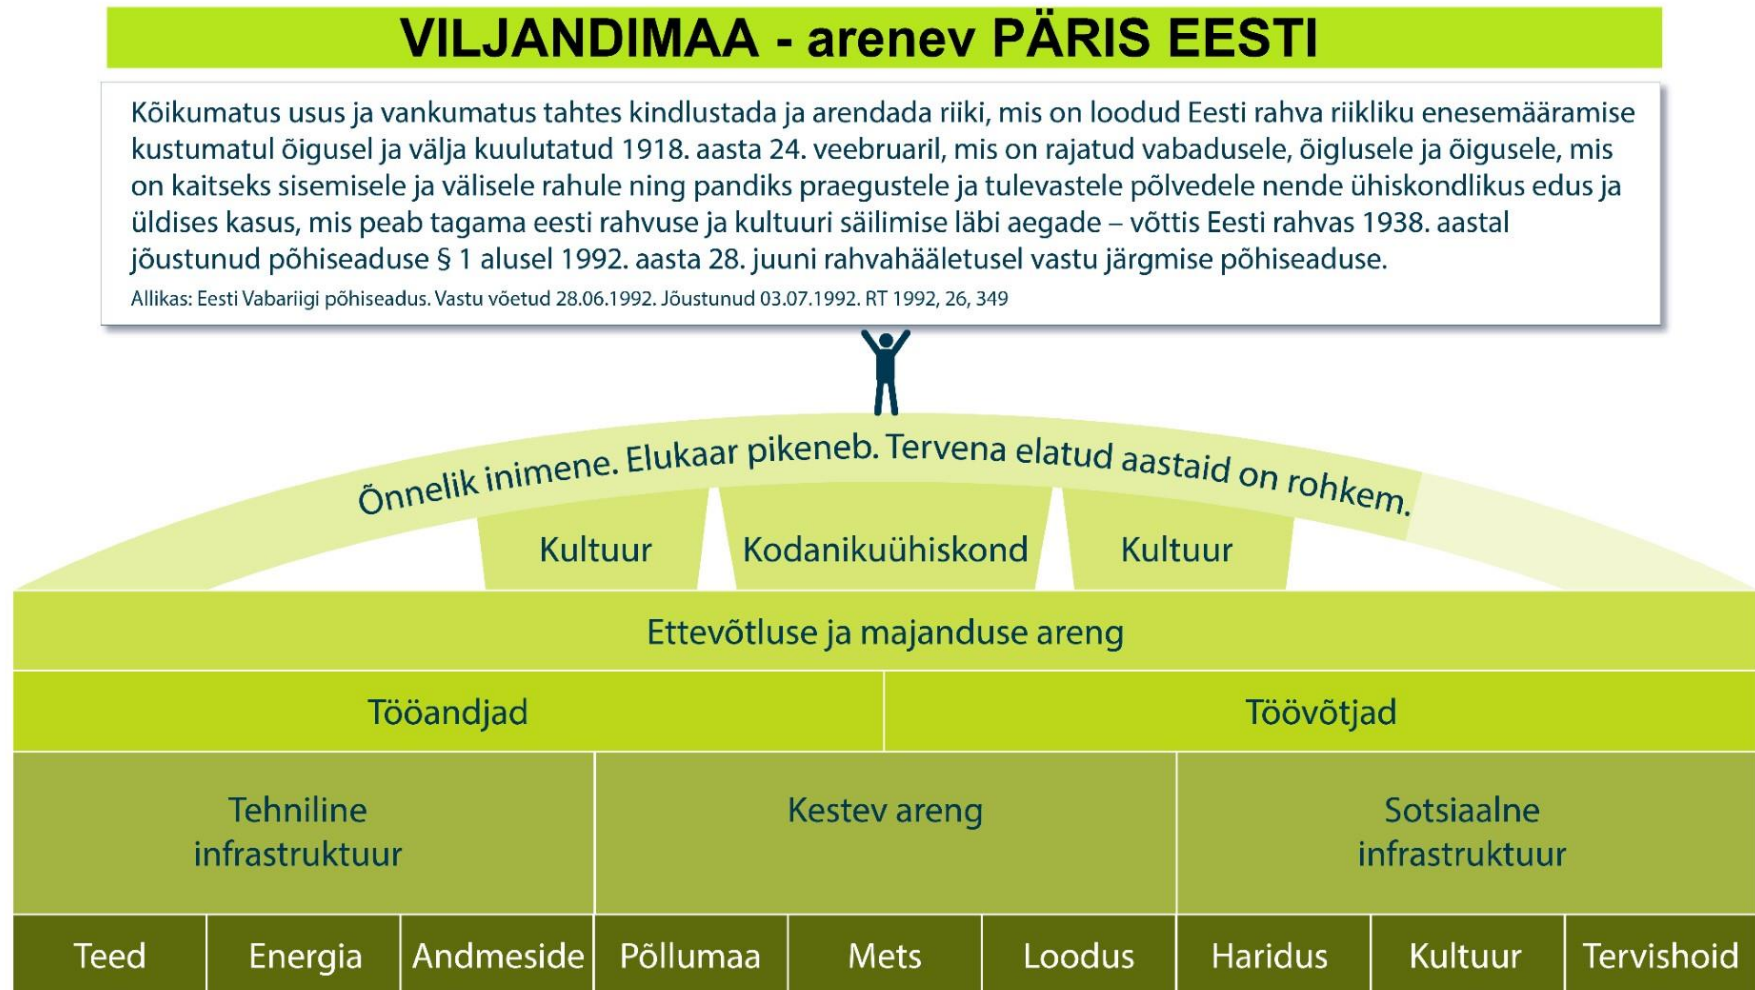 VILJANDIMAA - arenev PÄRIS EESTI
Kõikumatus usus ja vankumatus tahtes kindlustada ja arendada riiki, mis on loodud Eesti rahva riikliku enesemääramise
kustumatul õigusel ja välja kuulutatud 1918. aasta 24. veebruaril, mis on rajatud vabadusele, õiglusele ja õigusele, mis
on kaitseks sisemisele ja välisele rahule ning pandiks praegustele ja tulevastele põlvedele nende ühiskondlikus edus ja
üldises kasus, mis peab tagama eesti rahvuse ja kultuuri säilimise läbi aegade – võttis Eesti rahvas 1938. aastal
jõustunud põhiseaduse § 1 alusel 1992. aasta 28. juuni rahvahääletusel vastu järgmise põhiseaduse.
Allikas: Eesti Vabariigi põhiseadus. Vastu võetud 28.06.1992. Jõustunud 03.07.1992. RT 1992, 26, 349
Õnnelik inimene. Elukaar pikeneb. Tervena elatud aastaid on rohkem.
Kultuur Kodanikuühiskond Kultuur
Ettevõtluse ja majanduse areng
Tööandjad Töövõtjad
Tehniline
infrastruktuur
Kestev areng
Sotsiaalne
infrastruktuur
Teed Energia Andmeside Põllumaa Mets Loodus Haridus Kultuur Tervishoid